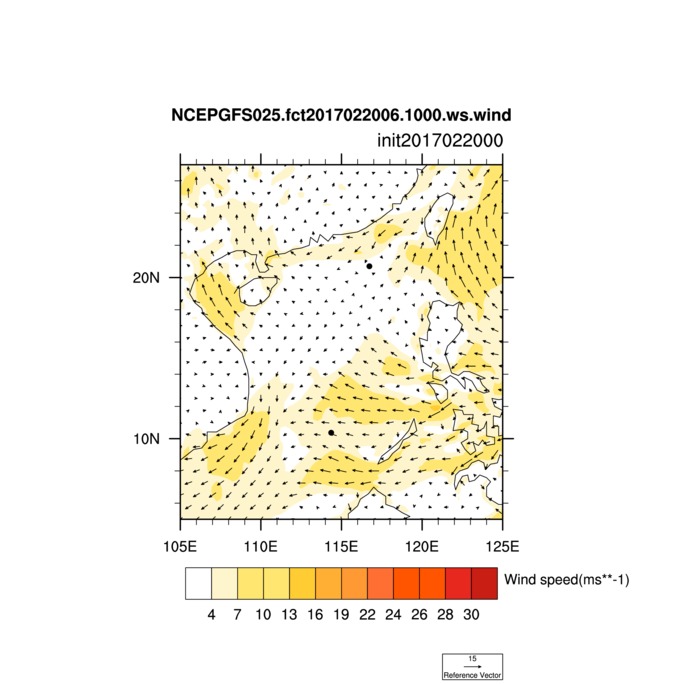 NCEPGFS025.fct2017022006.1000.ws.wind
init2017022000
20N
10N
105E 110E 115E 120E 125E
Wind speed(ms**-1)
4 7 10 13 16 19 22 24 26 28 30
15
Reference Vector